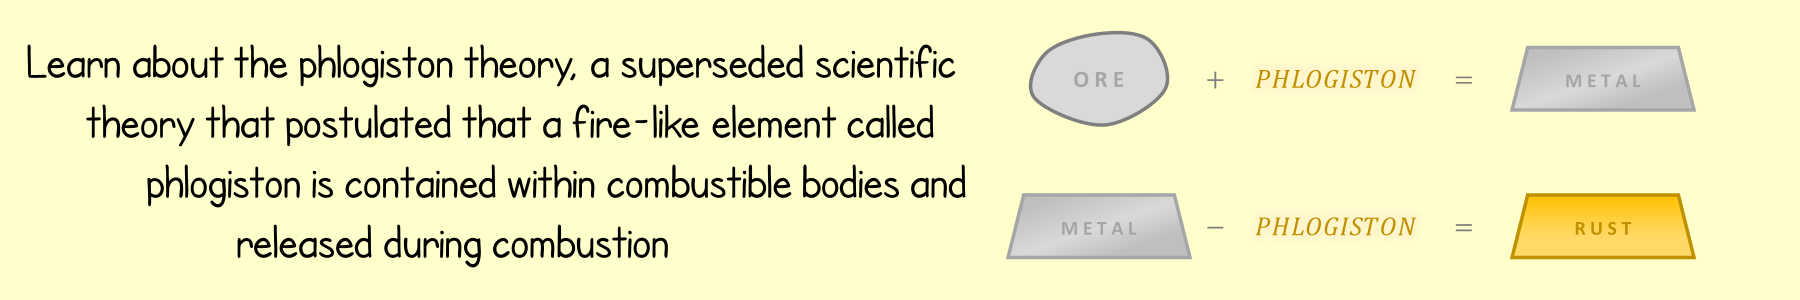 Learn about the phlogiston theory, a superseded scientific
theory that postulated that a fire-like element called
phlogiston is contained within combustible bodies and
released during combustion
ORE + PHLOGISTON = METAL
METAL − PHLOGISTON = RUST